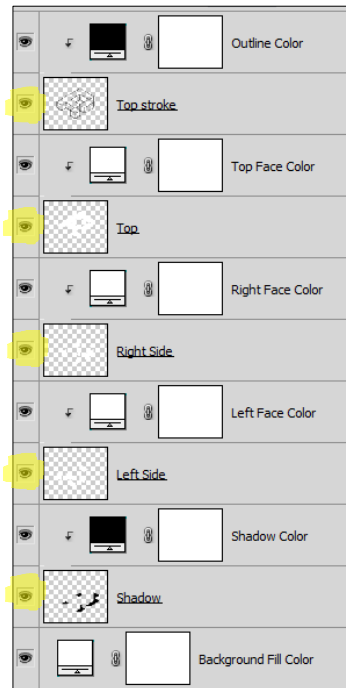 Outline Color
Top stroke
Top Face Color
Top
Right Face Color
Right Side
Left Face Color
Left Side
Shadow Color
Shadow
Background Fill Color